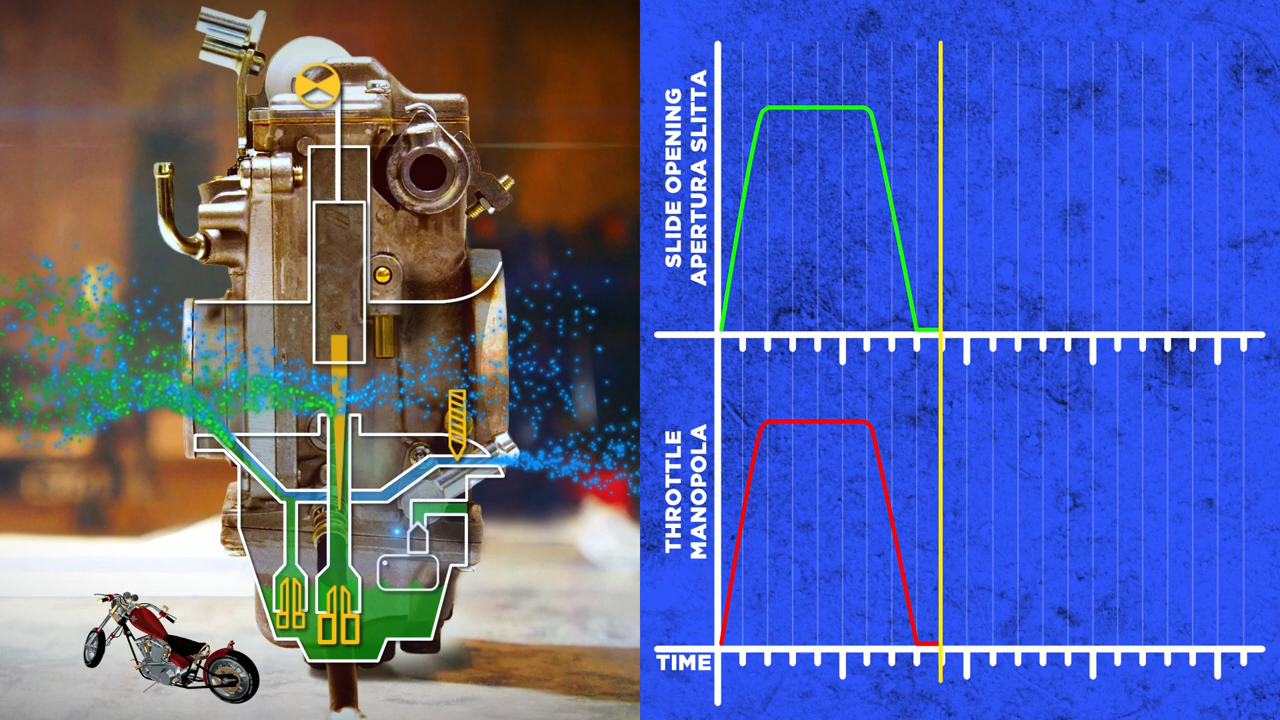 SLIDE OPENING
APERTURA SLITTA
THROTTLE
MANOPOLA
TIME